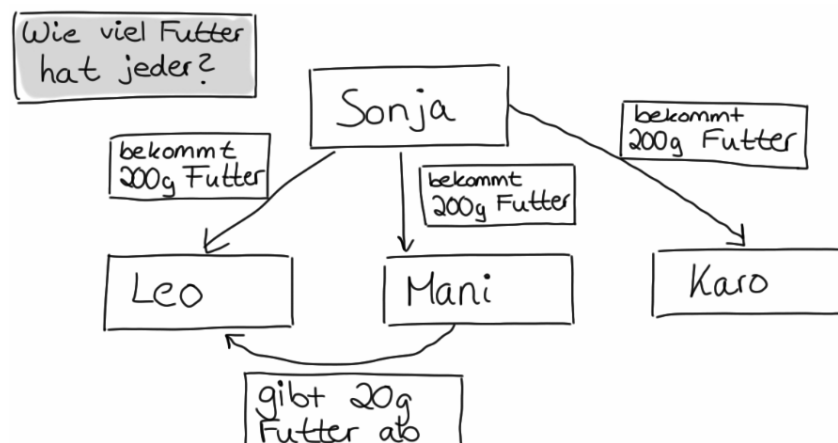 Wie viel Futter
hat jeder?
Sonja
bekommt
200g Futter
bekommt
200g Futter
bekommt
200g Futter
Leo
Mani
Karo
gibt 20g
Futter ab